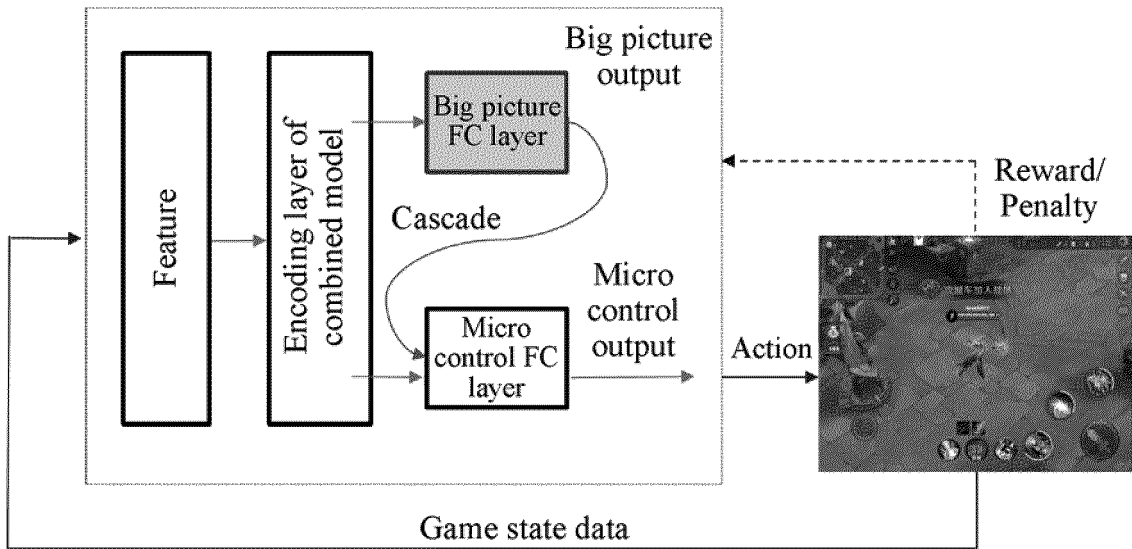 Big picture
output
Big picture
FC layer
Encoding layer of
combined model
Feature
Cascade
Micro
control FC
layer
Micro
control
output
Action
Reward/
Penalty
Game state data